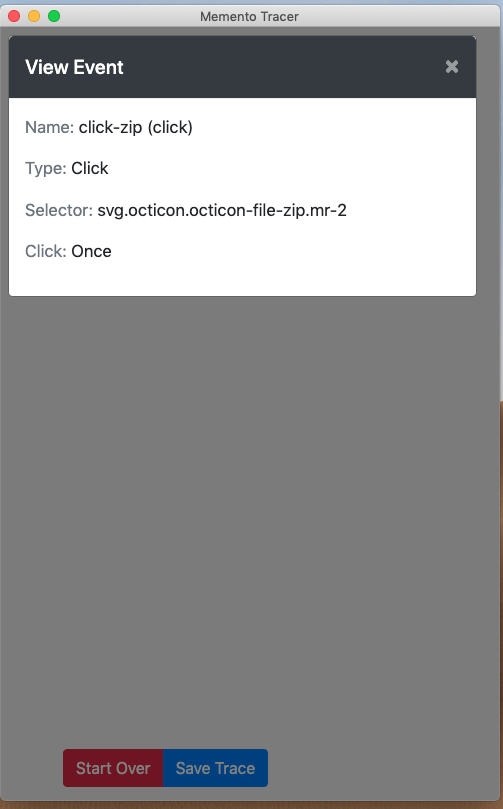 Memento Tracer
View Event
Name: click-zip (click)
Type: Click
Selector: svg.octicon.octicon-file-zip.mr-2
Click: Once
Start Over Save Trace